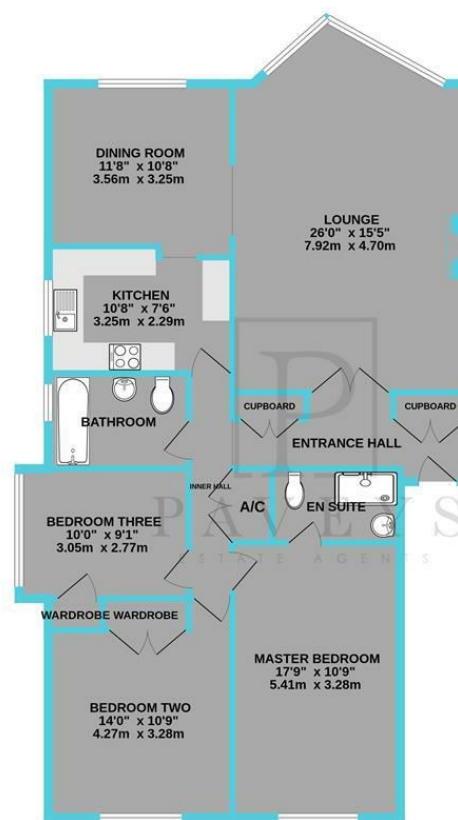 DINING ROOM
11'8" x 10'8"
3.56m x 3.25m
LOUNGE
26'0" x 15'5"
7.92m x 4.70m
KITCHEN
10'8" x 7'6"
3.25m x 2.29m
BATHROOM
CUPBOARD
CUPBOARD
ENTRANCE HALL
INNER HALL
A/C
EN SUITE
P
PAVEYS
ESTATE AGENTS
BEDROOM THREE
10'0" x 9'1"
3.05m x 2.77m
WARDROBE
WARDROBE
MASTER BEDROOM
17'9" x 10'9"
5.41m x 3.28m
BEDROOM TWO
14'0" x 10'9"
4.27m x 3.28m